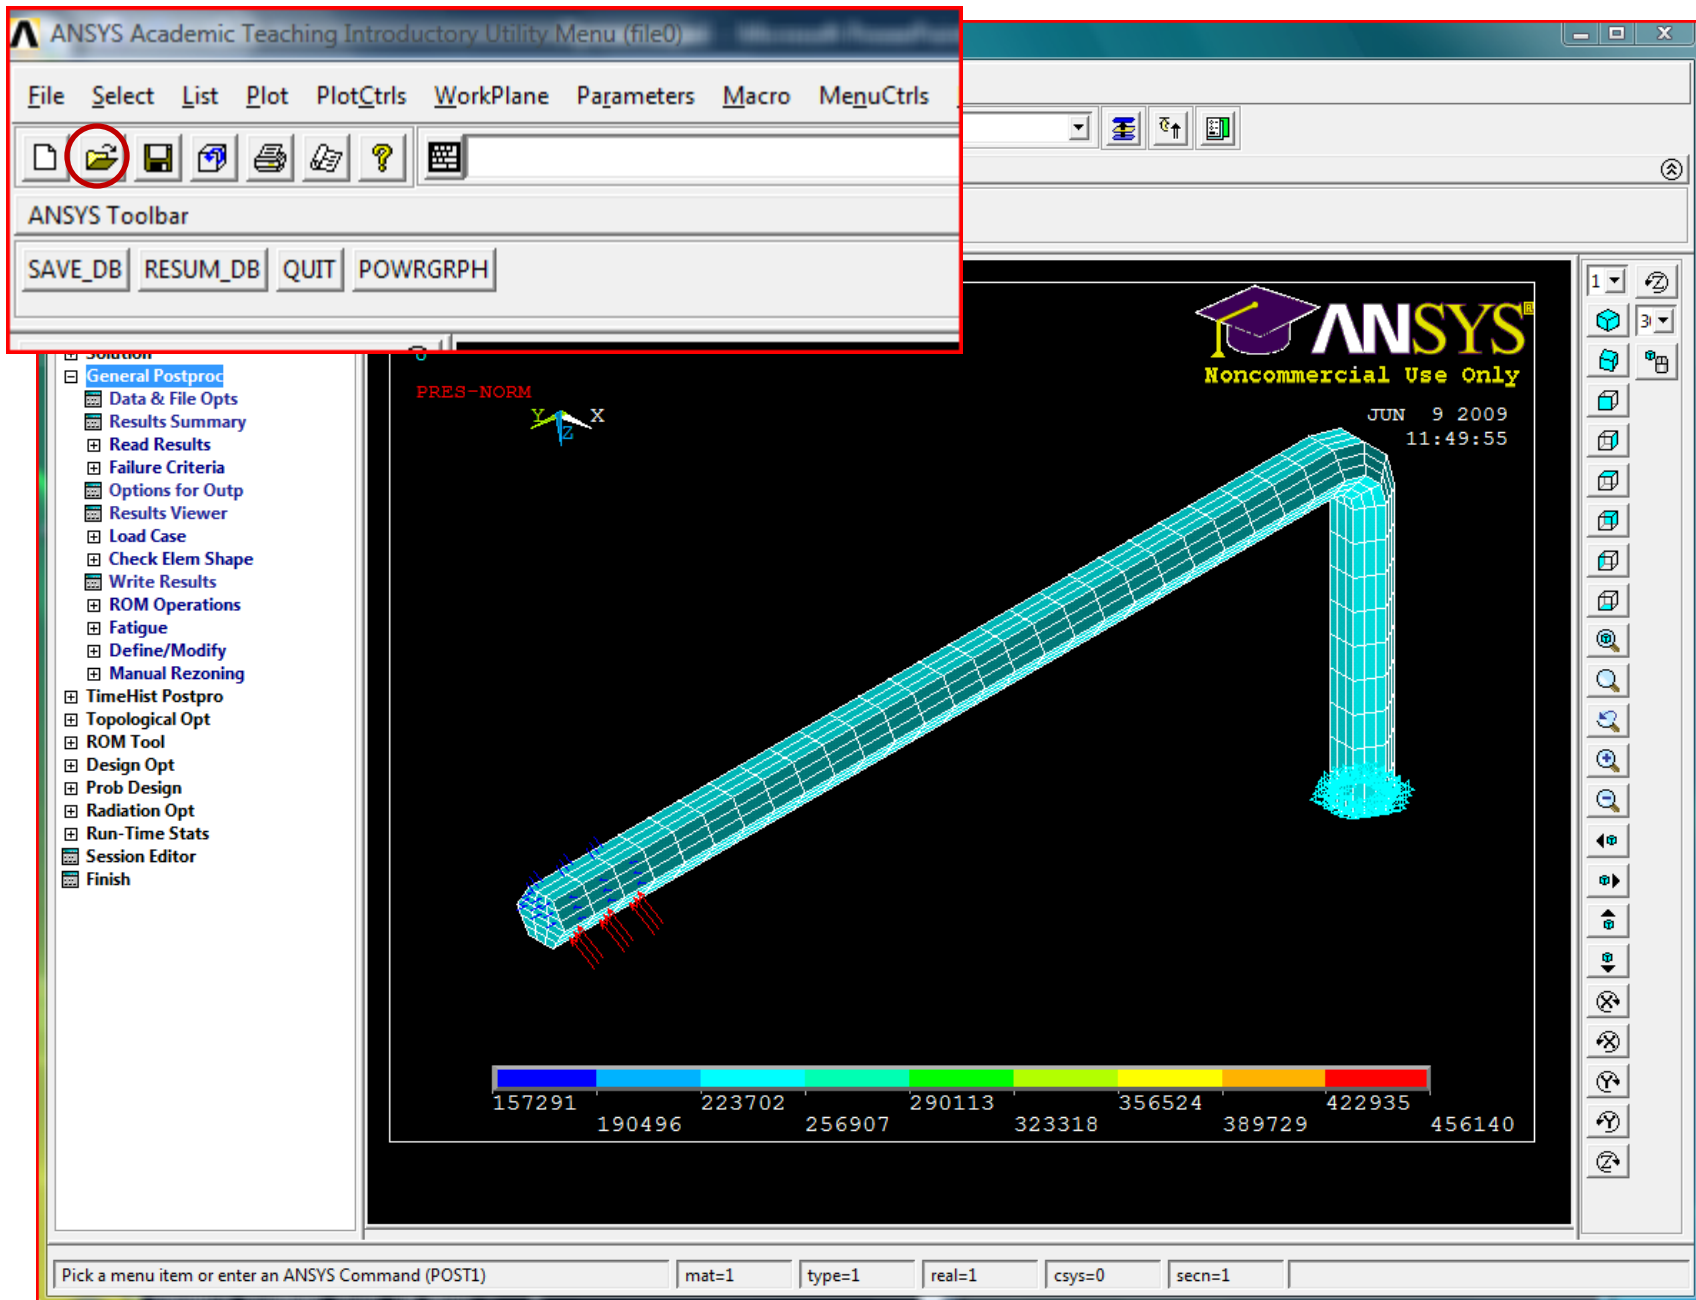 ANSYS Academic Teaching Introductory Utility Menu (file0)
File Select List Plot PlotCtrls WorkPlane Parameters Macro MenuCtrls
ANSYS Toolbar
SAVE_DB RESUM_DB QUIT POWRGRPH
Solution
General Postproc
Data & File Opts
Results Summary
Read Results
Failure Criteria
Options for Outp
Results Viewer
Load Case
Check Elem Shape
Write Results
ROM Operations
Fatigue
Define/Modify
Manual Rezoning
TimeHist Postpro
Topological Opt
ROM Tool
Design Opt
Prob Design
Radiation Opt
Run-Time Stats
Session Editor
Finish
PRES-NORM
Y X
Z
ANSYS®
Noncommercial Use Only
JUN 9 2009
11:49:55
157291 223702 290113 356524 422935
190496 256907 323318 389729 456140
1
Pick a menu item or enter an ANSYS Command (POST1) mat=1 type=1 real=1 csys=0 secn=1